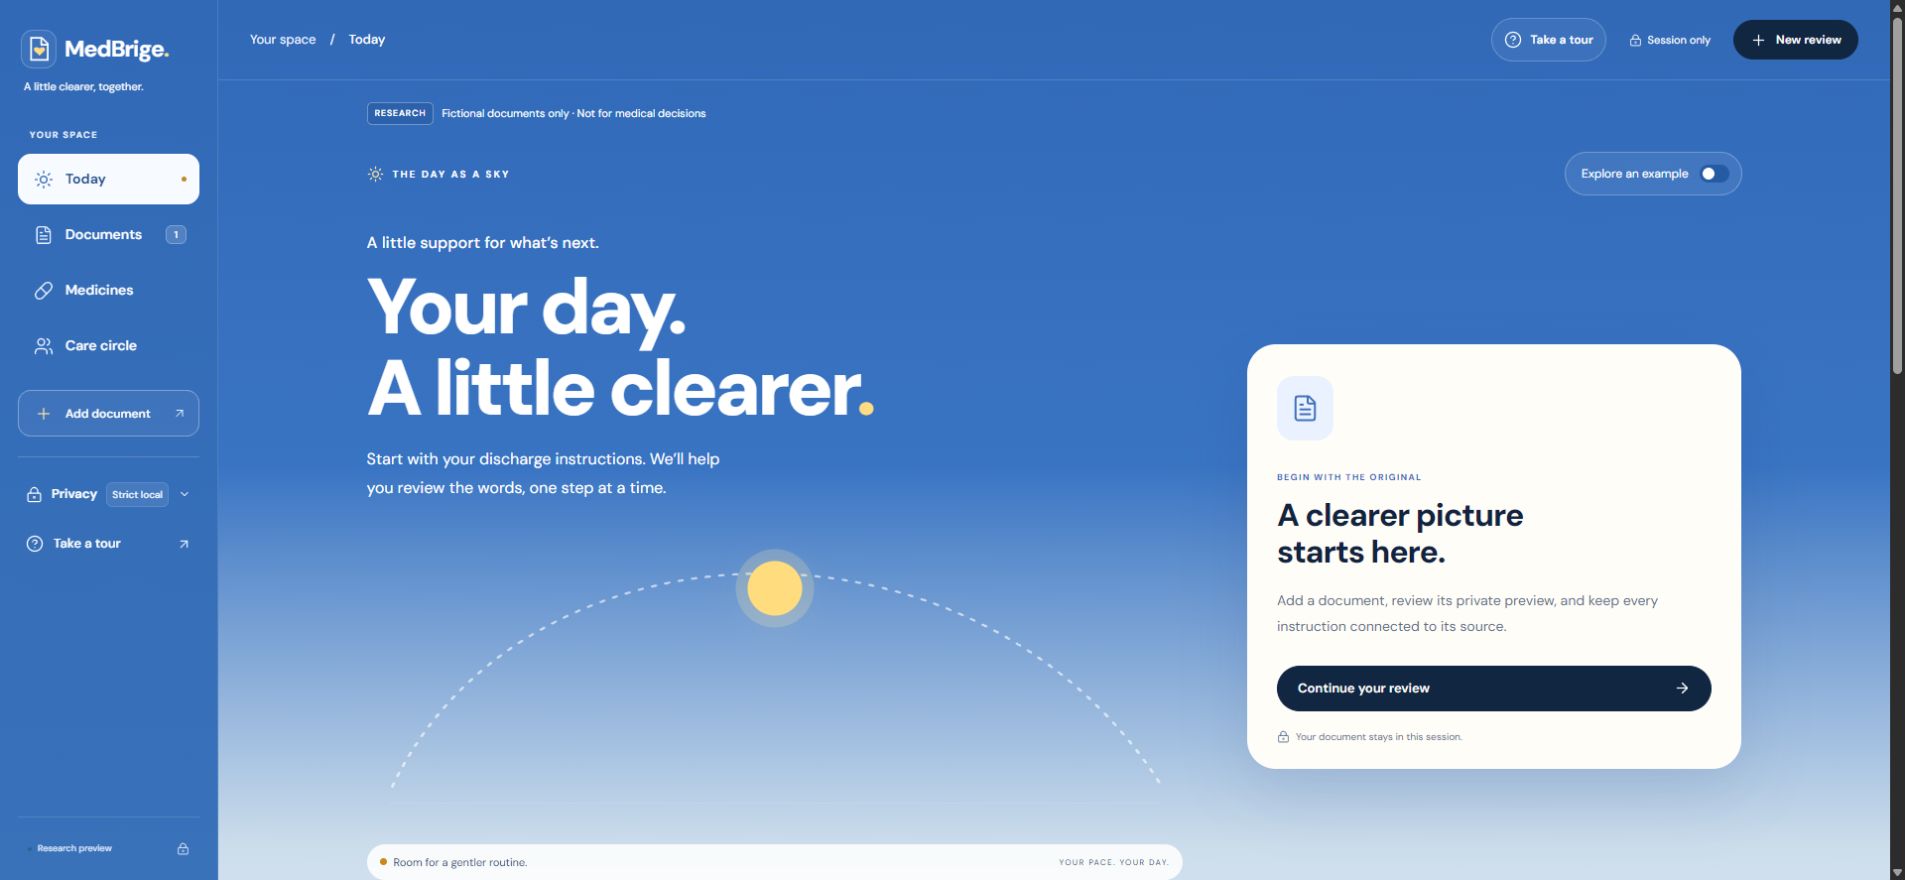 MedBrige.
A little clearer, together.
YOUR SPACE
Today
Documents 1
Medicines
Care circle
Add document
Privacy Strict local
Take a tour
Research preview
Your space / Today
Take a tour
Session only
New review
RESEARCH Fictional documents only · Not for medical decisions
THE DAY AS A SKY
Explore an example
A little support for what’s next.
Your day.
A little clearer.
Start with your discharge instructions. We’ll help
you review the words, one step at a time.
BEGIN WITH THE ORIGINAL
A clearer picture
starts here.
Add a document, review its private preview, and keep every
instruction connected to its source.
Continue your review
Your document stays in this session.
Room for a gentler routine.
YOUR PACE. YOUR DAY.